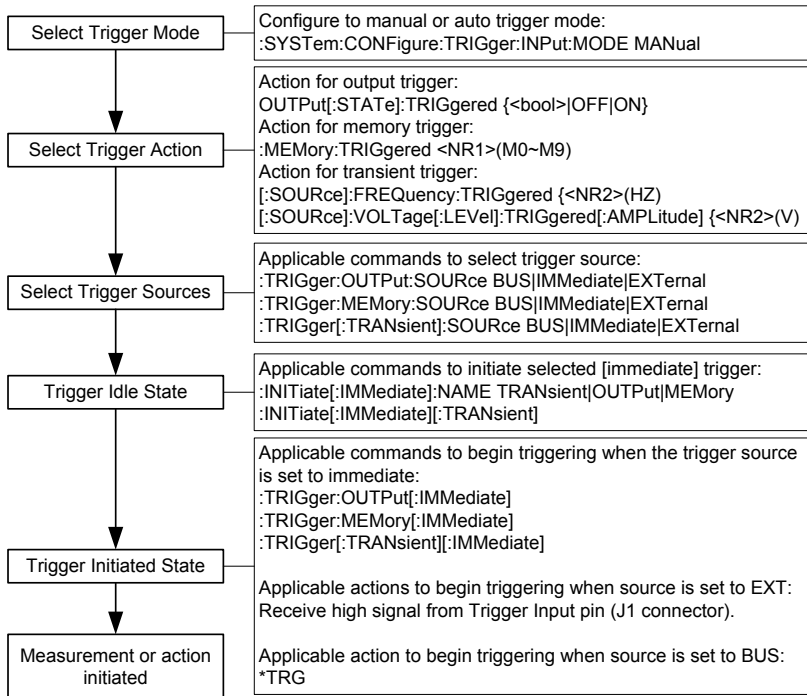 Select Trigger Mode
Configure to manual or auto trigger mode:
:SYSTem:CONFigure:TRIGger:INPut:MODE MANual
Select Trigger Action
Action for output trigger:
OUTPut[:STATe]:TRIGgered {<bool>|OFF|ON}
Action for memory trigger:
:MEMory:TRIGgered <NR1>(M0~M9)
Action for transient trigger:
[:SOURce]:FREQuency:TRIGgered {<NR2>(HZ)
[:SOURce]:VOLTage[:LEVel]:TRIGgered[:AMPLitude] {<NR2>(V)
Select Trigger Sources
Applicable commands to select trigger source:
:TRIGger:OUTPut:SOURce BUS|IMMediate|EXTernal
:TRIGger:MEMory:SOURce BUS|IMMediate|EXTernal
:TRIGger[:TRANsient]:SOURce BUS|IMMediate|EXTernal
Trigger Idle State
Applicable commands to initiate selected [immediate] trigger:
:INITiate[:IMMediate]:NAME TRANsient|OUTPut|MEMory
:INITiate[:IMMediate][:TRANsient]
Trigger Initiated State
Applicable commands to begin triggering when the trigger source
is set to immediate:
:TRIGger:OUTPut[:IMMediate]
:TRIGger:MEMory[:IMMediate]
:TRIGger[:TRANsient][:IMMediate]
Applicable actions to begin triggering when source is set to EXT:
Receive high signal from Trigger Input pin (J1 connector).
Applicable action to begin triggering when source is set to BUS:
*TRG
Measurement or action
initiated